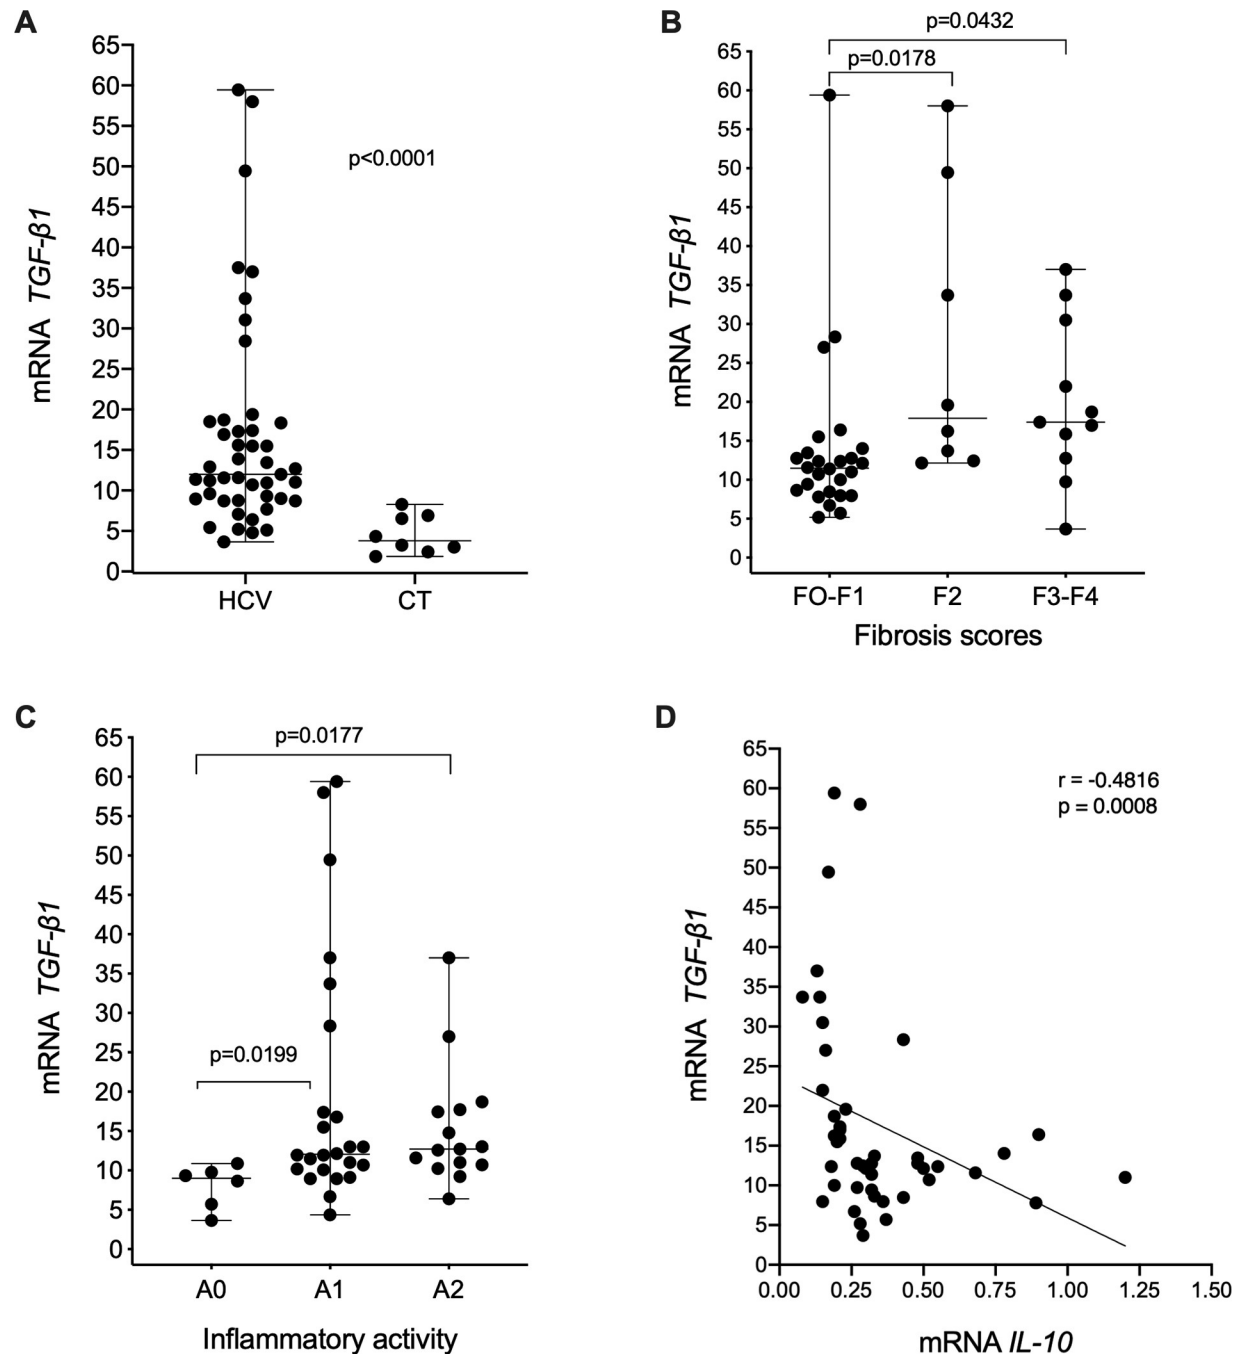 A
65
60
55
50
45
40
35
30
25
20
15
10
5
0
mRNA TGF-β1
p<0.0001
HCV CT
B
p=0.0432
p=0.0178
65
60
55
50
45
40
35
30
25
20
15
10
5
0
mRNA TGF-β1
FO-F1 F2 F3-F4
Fibrosis scores
C
p=0.0177
65
60
55
50
45
40
35
30
25
20
15
10
5
0
mRNA TGF-β1
p=0.0199
A0 A1 A2
Inflammatory activity
D
65
60
55
50
45
40
35
30
25
20
15
10
5
0
mRNA TGF-β1
r = -0.4816
p = 0.0008
0.00 0.25 0.50 0.75 1.00 1.25 1.50
mRNA IL-10